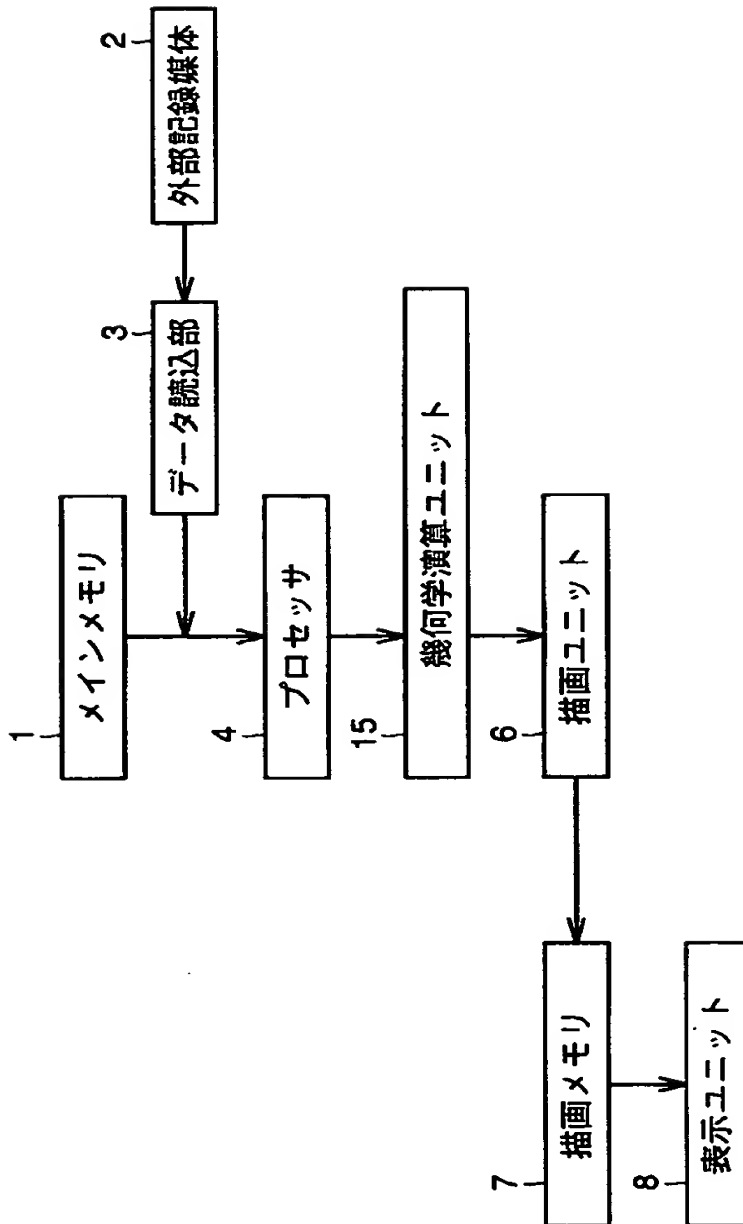 1
メインメモリ
2
外部記録媒体
3
データ読込部
4
プロセッサ
15
幾何学演算ユニット
6
描画ユニット
7
描画メモリ
8
表示ユニット